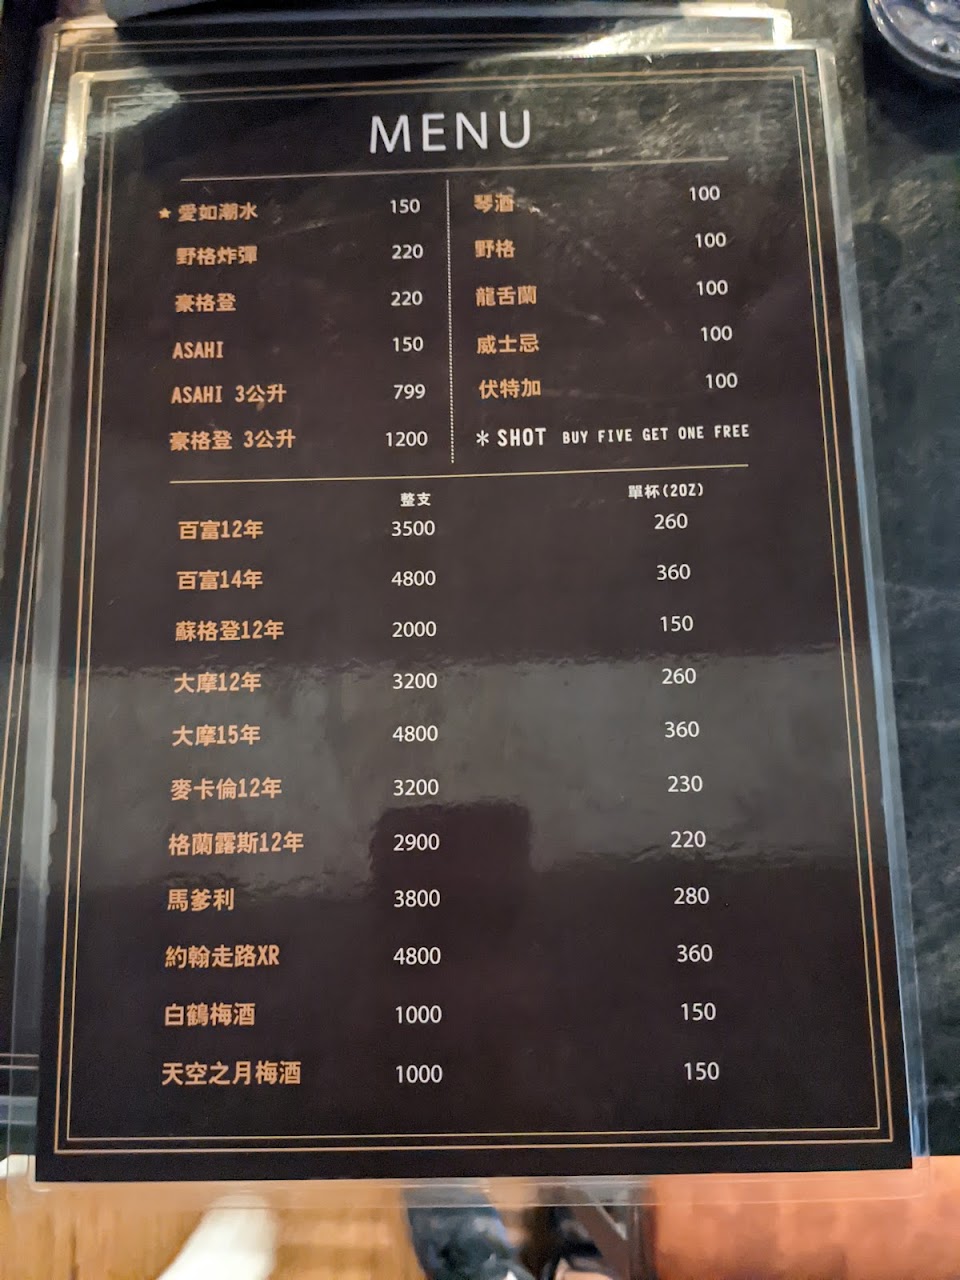 MENU
★ 愛如潮水 150
野格炸彈 220
豪格登 220
ASAHI 150
ASAHI 3公升 799
豪格登 3公升 1200
琴酒 100
野格 100
龍舌蘭 100
威士忌 100
伏特加 100
＊SHOT BUY FIVE GET ONE FREE
整支 單杯(2OZ)
百富12年 3500 260
百富14年 4800 360
蘇格登12年 2000 150
大摩12年 3200 260
大摩15年 4800 360
麥卡倫12年 3200 230
格蘭露斯12年 2900 220
馬爹利 3800 280
約翰走路XR 4800 360
白鶴梅酒 1000 150
天空之月梅酒 1000 150